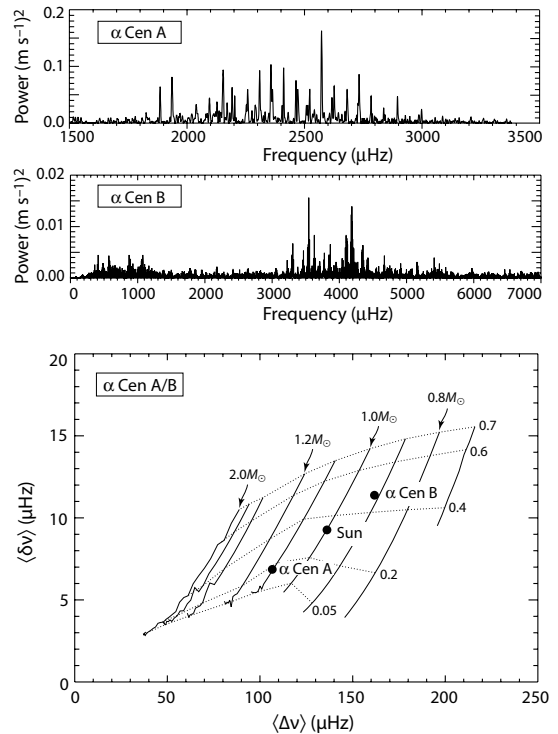 α Cen A
Power (m s⁻¹)²
0.2
0.1
0.0
1500 2000 2500 3000 3500
Frequency (μHz)
α Cen B
Power (m s⁻¹)²
0.02
0.01
0.00
0 1000 2000 3000 4000 5000 6000 7000
Frequency (μHz)
α Cen A/B
20
15
10
5
0
⟨δν⟩ (μHz)
2.0M⊙
1.2M⊙
1.0M⊙
0.8M⊙
0.7
0.6
α Cen B
0.4
Sun
α Cen A
0.2
0.05
0 50 100 150 200 250
⟨Δν⟩ (μHz)